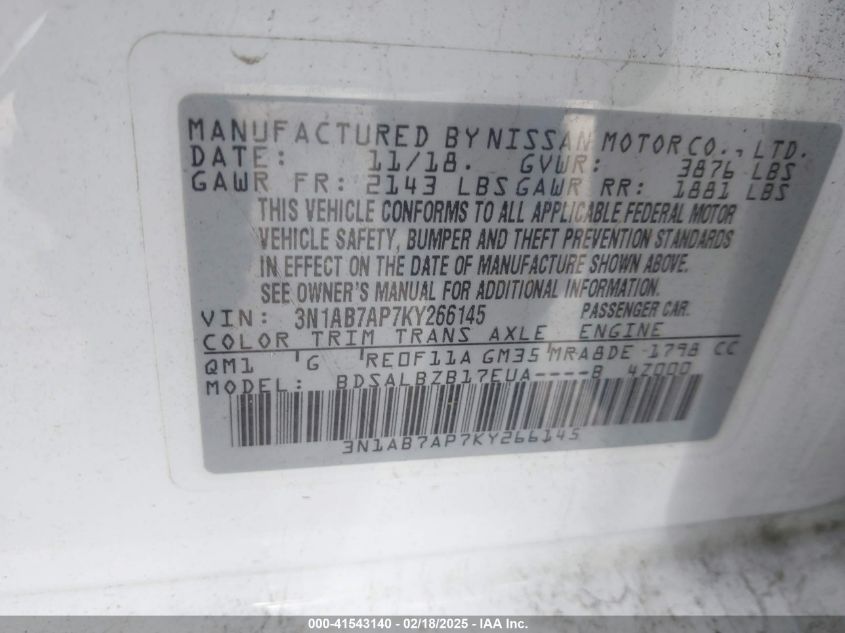 MANUFACTURED BY NISSAN MOTOR CO., LTD.
DATE: 11/18. GVWR: 3876 LBS
GAWR FR: 2143 LBS GAWR RR: 1881 LBS
THIS VEHICLE CONFORMS TO ALL APPLICABLE FEDERAL MOTOR
VEHICLE SAFETY, BUMPER AND THEFT PREVENTION STANDARDS
IN EFFECT ON THE DATE OF MANUFACTURE SHOWN ABOVE.
SEE OWNER'S MANUAL FOR ADDITIONAL INFORMATION.
VIN: 3N1AB7AP7KY266145 PASSENGER CAR.
COLOR TRIM TRANS AXLE ENGINE
QM1 G RE0F11A GM35 MRA8DE 1798 CC
MODEL: BDSALBZB17EUA----B 4Z000
3N1AB7AP7KY266145
000-41543140 - 02/18/2025 - IAA Inc.